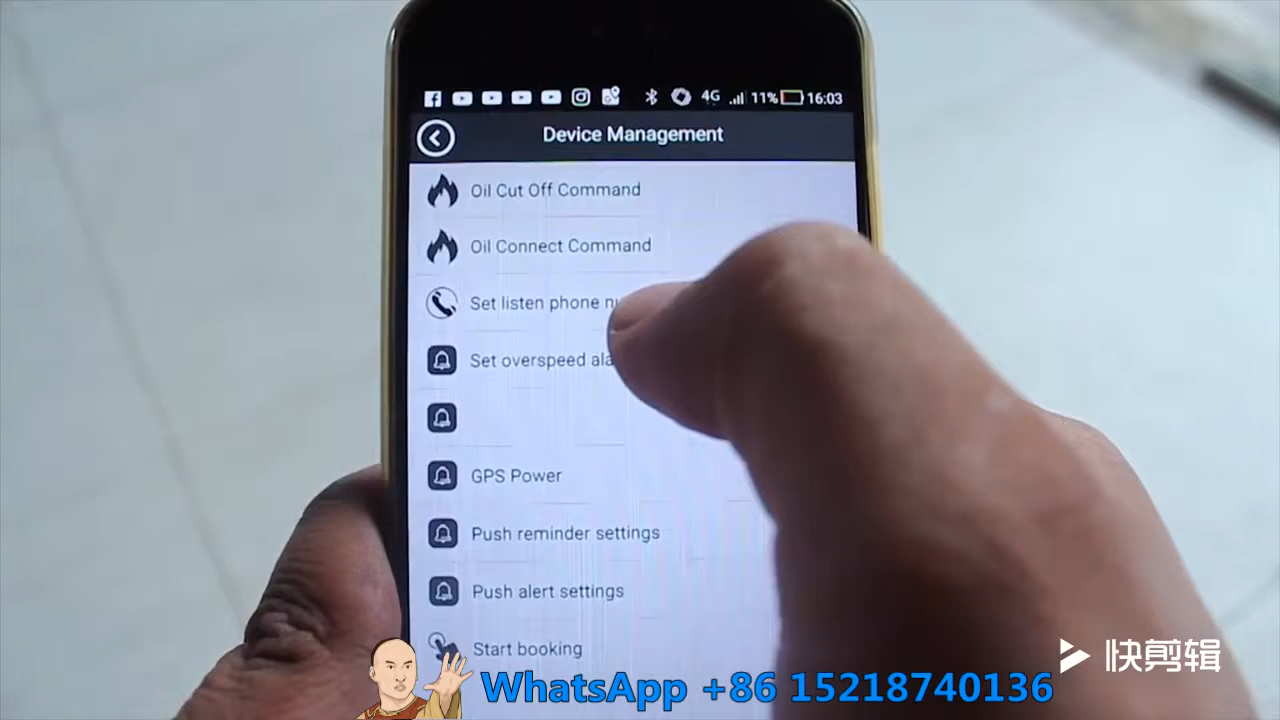 4G 11% 16:03
Device Management
Oil Cut Off Command
Oil Connect Command
Set listen phone
Set overspeed
GPS Power
Push reminder settings
Push alert settings
Start booking
WhatsApp +86 15218740136
快剪辑